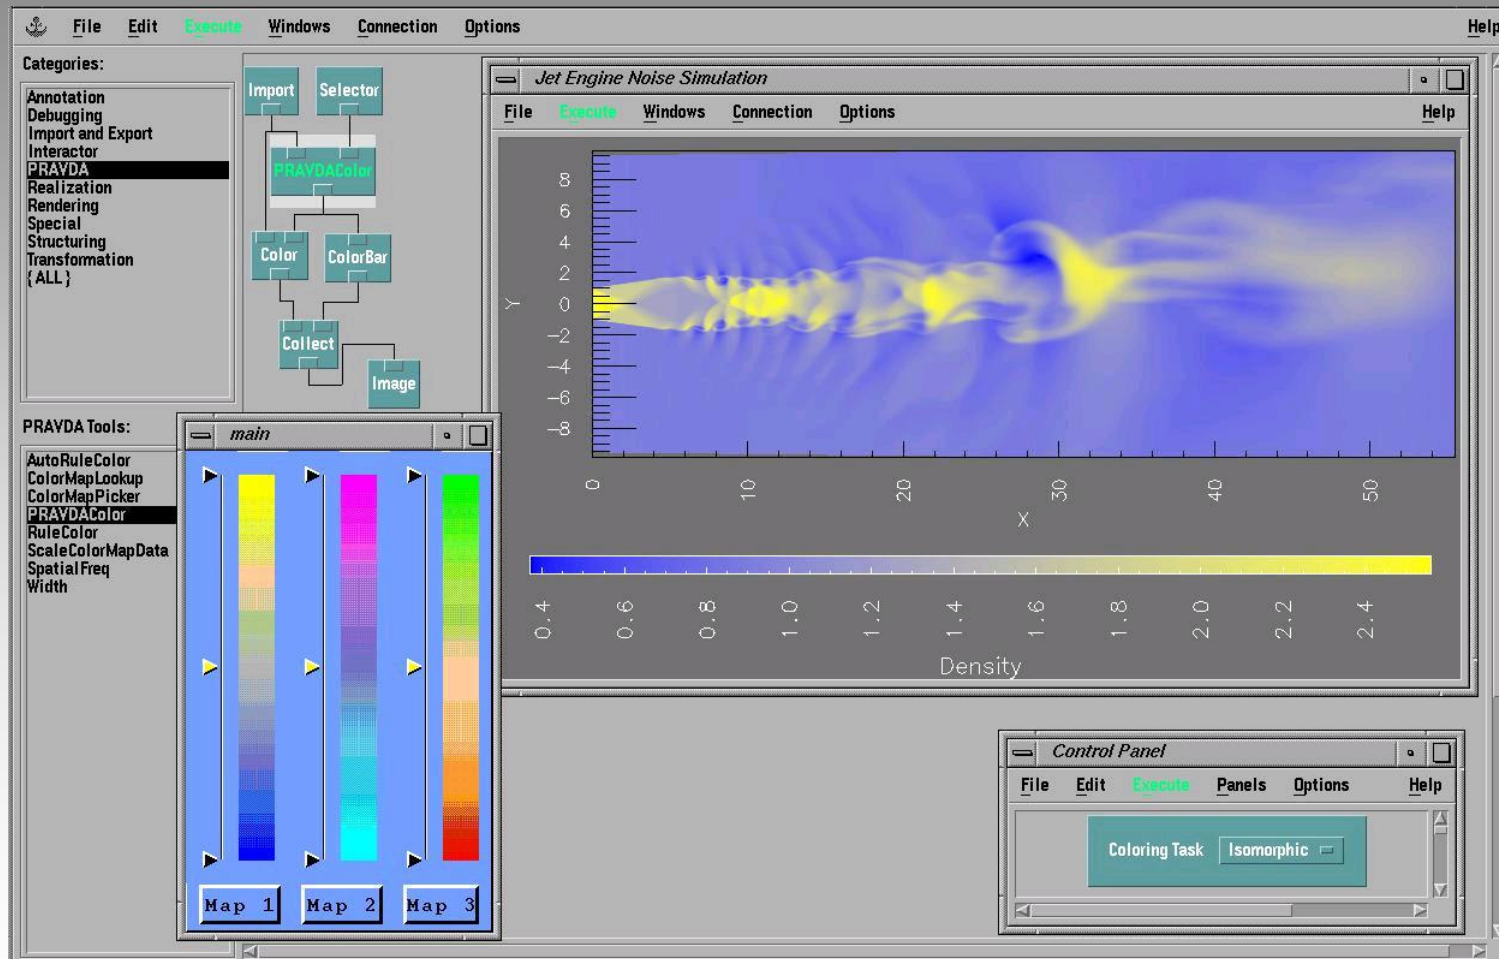 File Edit Execute Windows Connection Options Help
Categories:
Annotation
Debugging
Import and Export
Interactor
PRAVDA
Realization
Rendering
Special
Structuring
Transformation
{ALL}
PRAVDA Tools:
AutoRuleColor
ColorMapLookup
ColorMapPicker
PRAVDAColor
RuleColor
ScaleColorMapData
SpatialFreq
Width
Import Selector
PRAVDAColor
Color ColorBar
Collect
Image
Jet Engine Noise Simulation
File Execute Windows Connection Options Help
8
6
4
2
0
−2
−4
−6
−8
Y
0 10 20 30 40 50
X
0.4 0.6 0.8 1.0 1.2 1.4 1.6 1.8 2.0 2.2 2.4
Density
main
Map 1 Map 2 Map 3
Control Panel
File Edit Execute Panels Options Help
Coloring Task Isomorphic